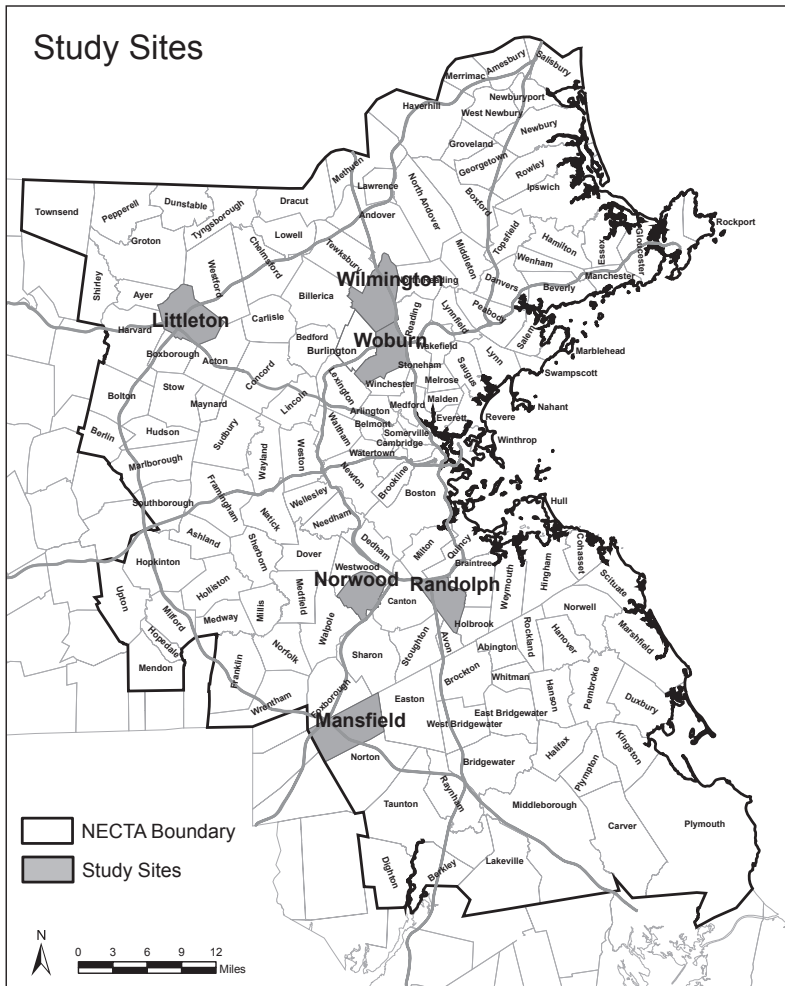 Study Sites
Amesbury
Salisbury
Merrimac
Newburyport
Haverhill
West Newbury
Newbury
Groveland
Georgetown
Rowley
Methuen
Lawrence
North Andover
Boxford
Ipswich
Townsend
Pepperell
Dunstable
Tyngsborough
Dracut
Andover
Rockport
Groton
Lowell
Chelmsford
Tewksbury
Middleton
Topsfield
Hamilton
Essex
Gloucester
Wenham
Shirley
Westford
Wilmington
North Reading
Danvers
Beverly
Manchester
Ayer
Billerica
Littleton
Carlisle
Reading
Lynnfield
Peabody
Salem
Harvard
Bedford
Woburn
Wakefield
Marblehead
Boxborough
Acton
Burlington
Stoneham
Lynn
Saugus
Swampscott
Concord
Lexington
Winchester
Melrose
Bolton
Stow
Maynard
Lincoln
Arlington
Medford
Malden
Nahant
Everett
Revere
Belmont
Berlin
Hudson
Sudbury
Waltham
Somerville
Winthrop
Cambridge
Wayland
Weston
Watertown
Marlborough
Newton
Brookline
Boston
Southborough
Framingham
Natick
Wellesley
Hull
Needham
Ashland
Sherborn
Dedham
Milton
Quincy
Cohasset
Hopkinton
Dover
Westwood
Braintree
Weymouth
Hingham
Scituate
Upton
Holliston
Medfield
Norwood
Randolph
Millis
Canton
Norwell
Milford
Medway
Walpole
Holbrook
Rockland
Hanover
Marshfield
Hopedale
Norfolk
Sharon
Stoughton
Avon
Abington
Mendon
Franklin
Brockton
Whitman
Hanson
Pembroke
Wrentham
Foxborough
Easton
Duxbury
Mansfield
West Bridgewater
East Bridgewater
Halifax
Kingston
Norton
Bridgewater
Plympton
Raynham
Taunton
Middleborough
Carver
Plymouth
Dighton
Berkley
Lakeville
NECTA Boundary
Study Sites
N
0 3 6 9 12
Miles